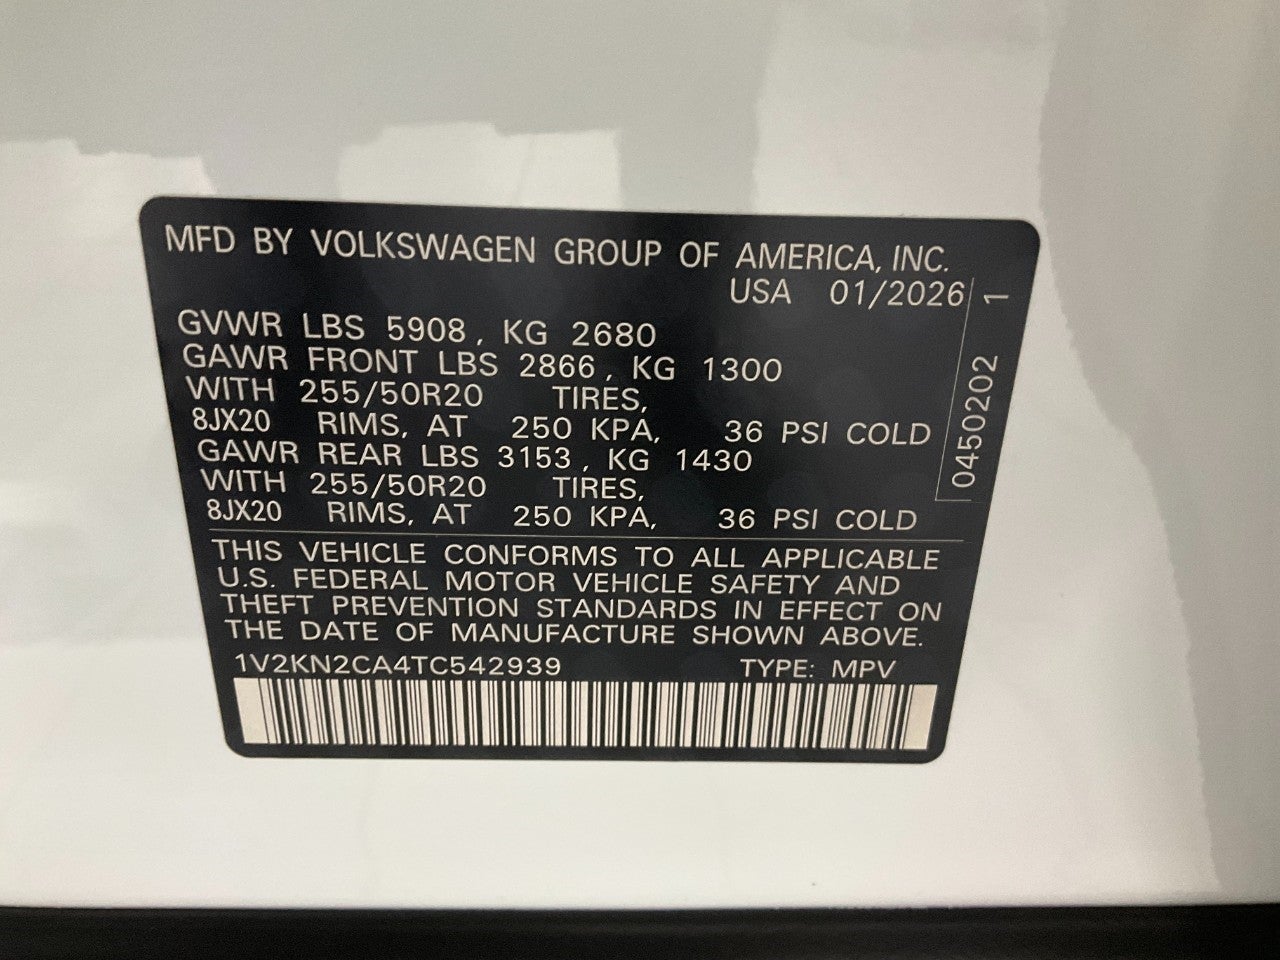 MFD BY VOLKSWAGEN GROUP OF AMERICA, INC.
USA 01/2026
GVWR LBS 5908, KG 2680
GAWR FRONT LBS 2866, KG 1300
WITH 255/50R20 TIRES,
8JX20 RIMS, AT 250 KPA, 36 PSI COLD
GAWR REAR LBS 3153, KG 1430
WITH 255/50R20 TIRES,
8JX20 RIMS, AT 250 KPA, 36 PSI COLD
0450202 1
THIS VEHICLE CONFORMS TO ALL APPLICABLE
U.S. FEDERAL MOTOR VEHICLE SAFETY AND
THEFT PREVENTION STANDARDS IN EFFECT ON
THE DATE OF MANUFACTURE SHOWN ABOVE.
1V2KN2CA4TC542939 TYPE: MPV